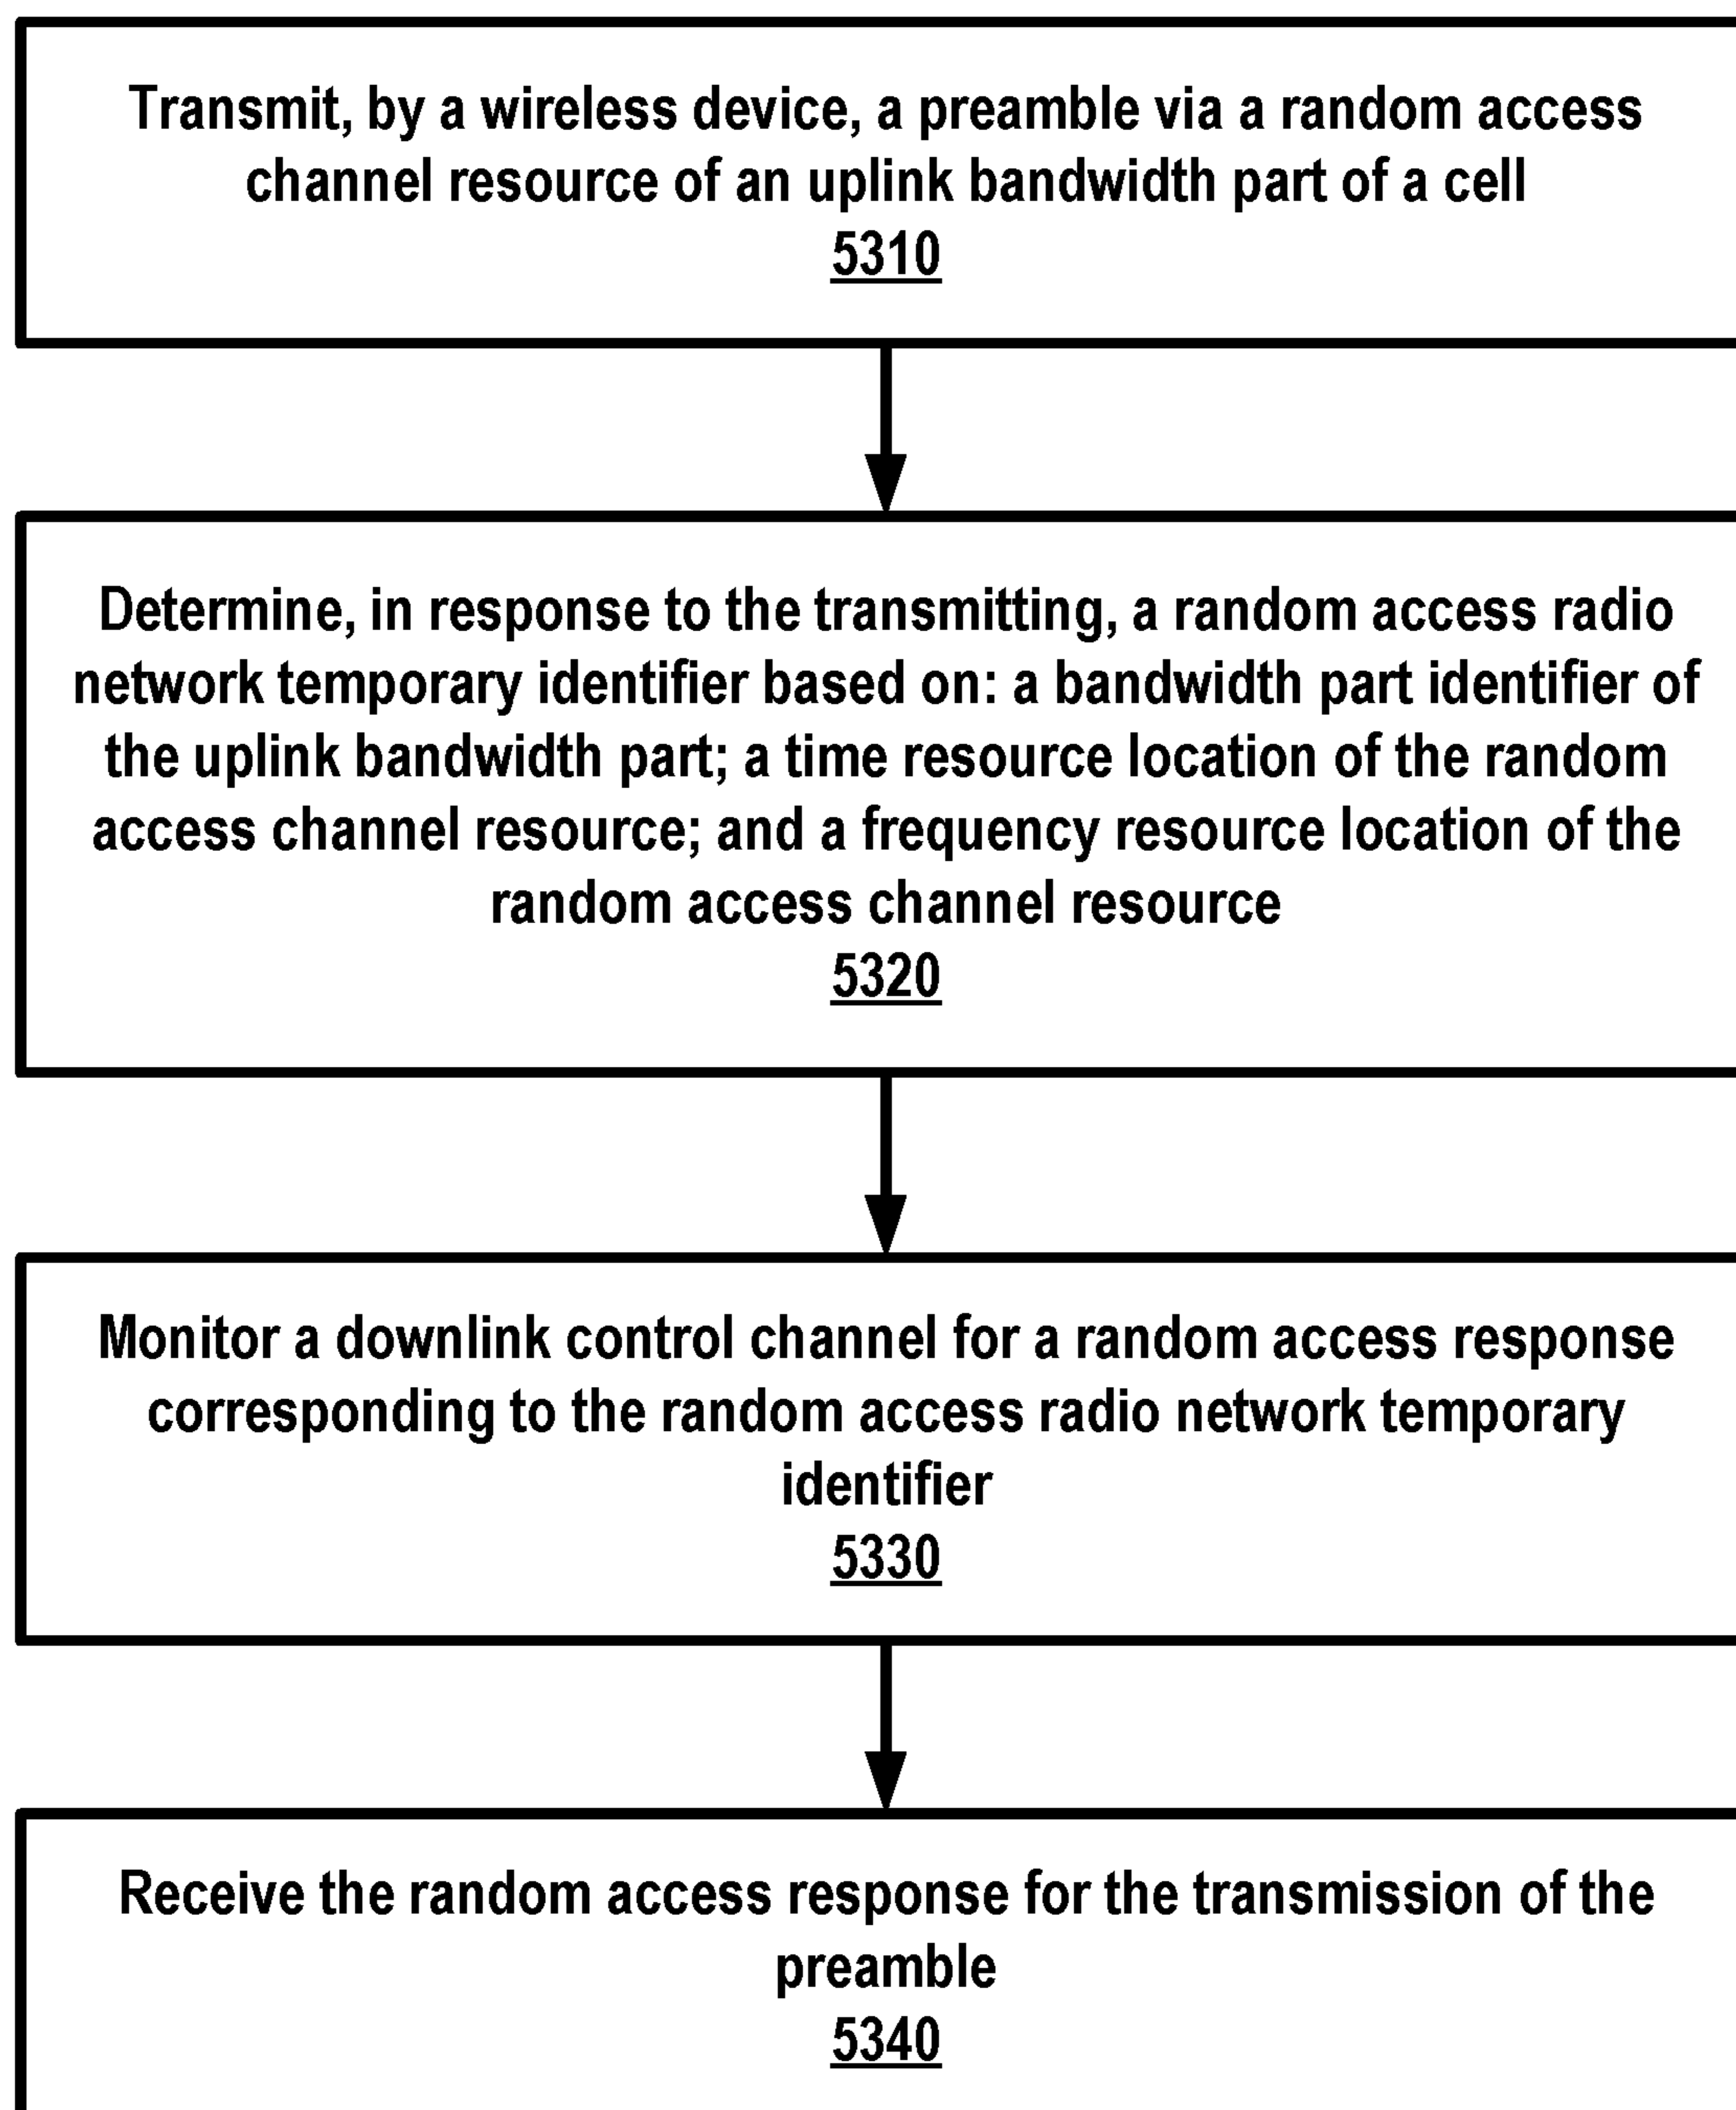 Transmit, by a wireless device, a preamble via a random access
channel resource of an uplink bandwidth part of a cell
5310
Determine, in response to the transmitting, a random access radio
network temporary identifier based on: a bandwidth part identifier of
the uplink bandwidth part; a time resource location of the random
access channel resource; and a frequency resource location of the
random access channel resource
5320
Monitor a downlink control channel for a random access response
corresponding to the random access radio network temporary
identifier
5330
Receive the random access response for the transmission of the
preamble
5340